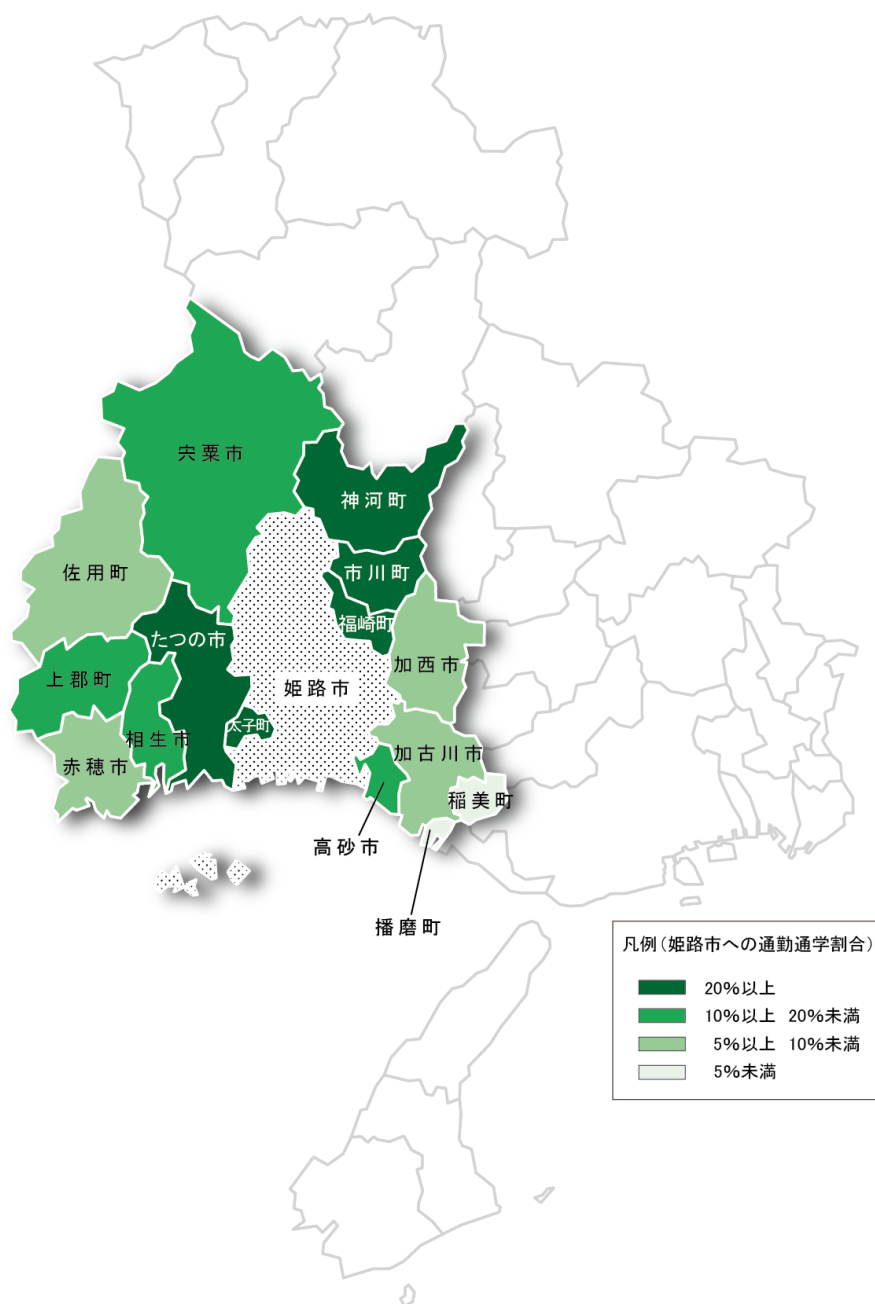 宍粟市
神河町
市川町
佐用町
福崎町
たつの市
加西市
上郡町
姫路市
太子町
相生市
加古川市
赤穂市
稲美町
高砂市
播磨町
凡例(姫路市への通勤通学割合)
20%以上
10%以上 20%未満
5%以上 10%未満
5%未満